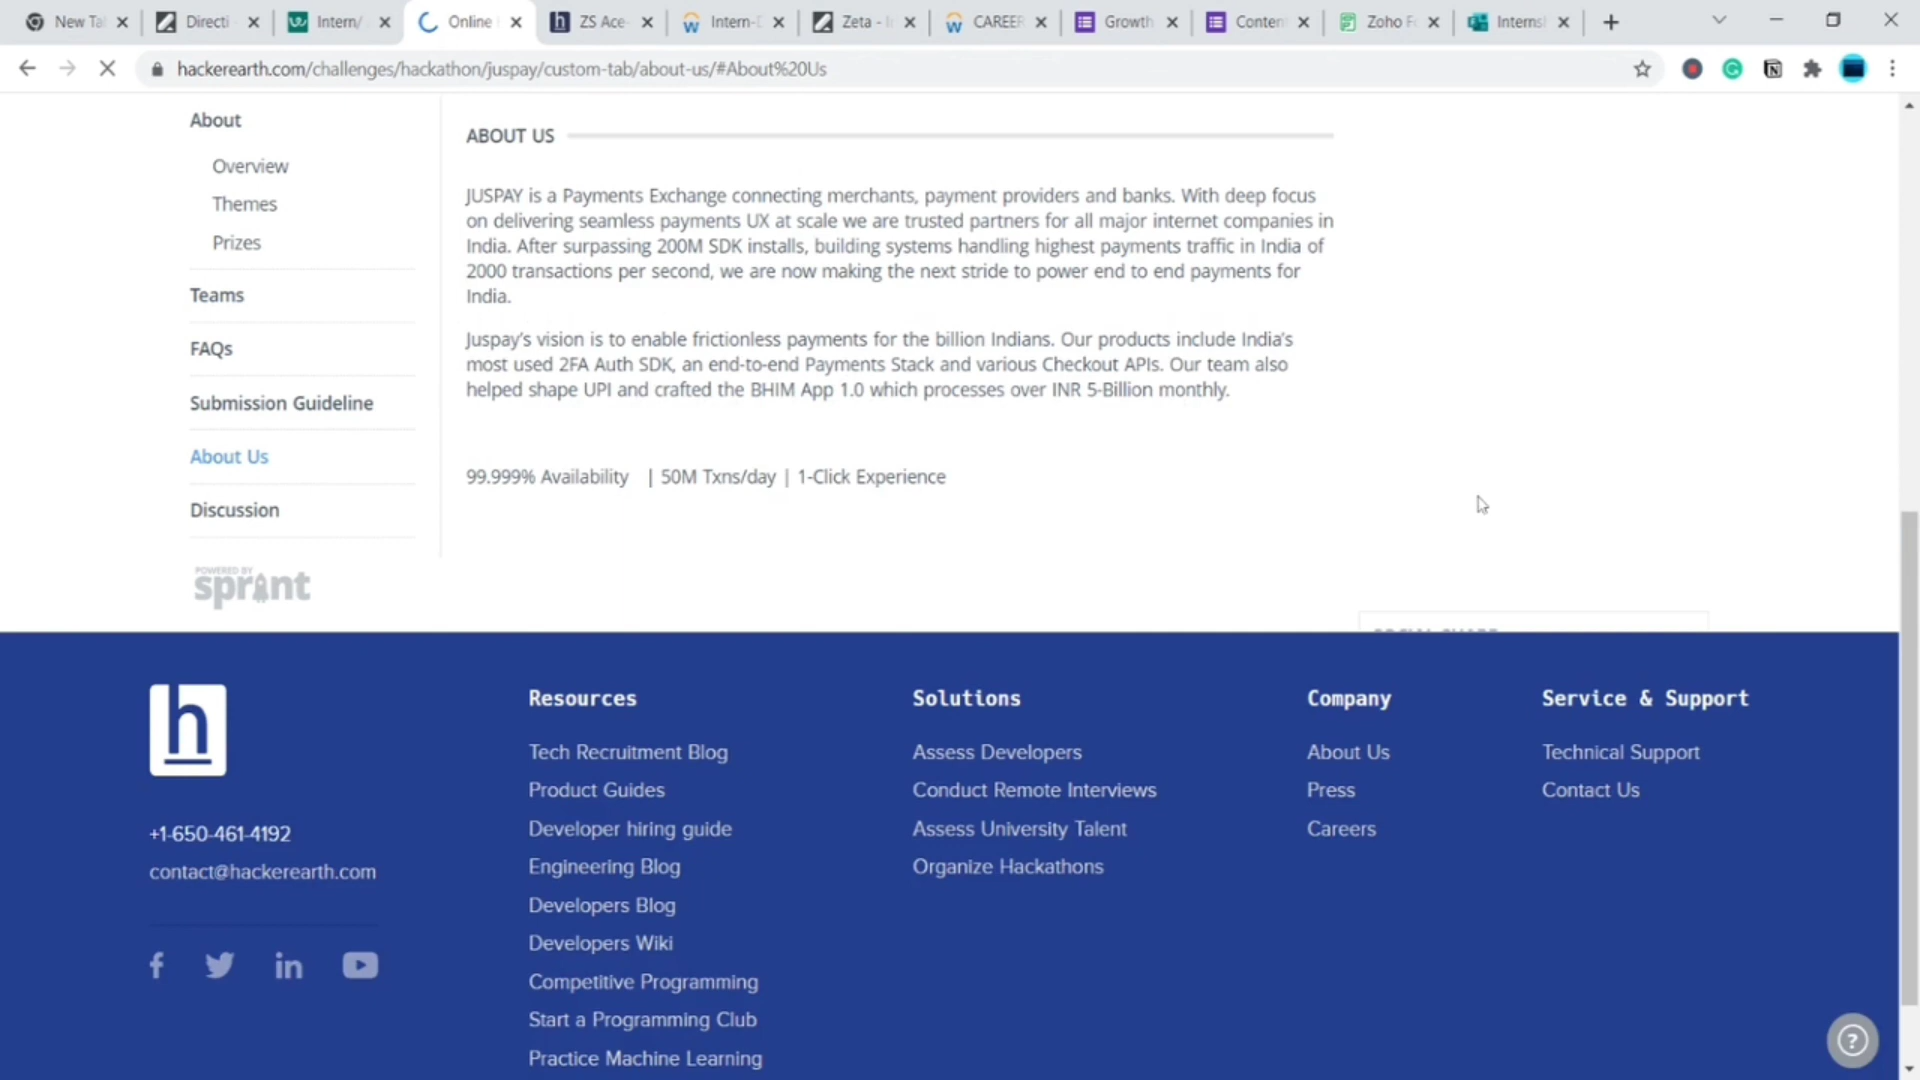 New Ta
Directi
Intern/
Online
ZS Ace
Intern-D
Zeta - I
CAREER
Growth
Conten
Zoho Fo
Interns
hackerearth.com/challenges/hackathon/juspay/custom-tab/about-us/#About%20Us
About
Overview
Themes
Prizes
Teams
FAQs
Submission Guideline
About Us
Discussion
POWERED BY
sprint
ABOUT US
JUSPAY is a Payments Exchange connecting merchants, payment providers and banks. With deep focus
on delivering seamless payments UX at scale we are trusted partners for all major internet companies in
India. After surpassing 200M SDK installs, building systems handling highest payments traffic in India of
2000 transactions per second, we are now making the next stride to power end to end payments for
India.
Juspay's vision is to enable frictionless payments for the billion Indians. Our products include India's
most used 2FA Auth SDK, an end-to-end Payments Stack and various Checkout APIs. Our team also
helped shape UPI and crafted the BHIM App 1.0 which processes over INR 5-Billion monthly.
99.999% Availability | 50M Txns/day | 1-Click Experience
h
+1-650-461-4192
contact@hackerearth.com
Resources
Tech Recruitment Blog
Product Guides
Developer hiring guide
Engineering Blog
Developers Blog
Developers Wiki
Competitive Programming
Start a Programming Club
Practice Machine Learning
Solutions
Assess Developers
Conduct Remote Interviews
Assess University Talent
Organize Hackathons
Company
About Us
Press
Careers
Service & Support
Technical Support
Contact Us